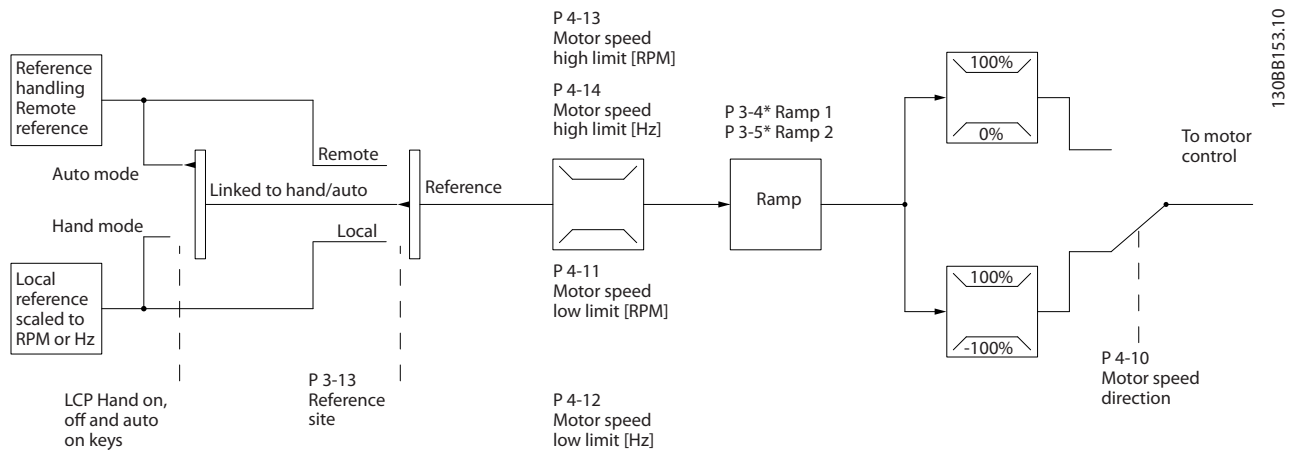 P 4-13
Motor speed
high limit [RPM]
P 4-14
Motor speed
high limit [Hz]
130BB153.10
Reference
handling
Remote
reference
Auto mode
Hand mode
Linked to hand/auto
Remote
Local
Reference
Local
reference
scaled to
RPM or Hz
LCP Hand on,
off and auto
on keys
P 3-13
Reference
site
P 4-11
Motor speed
low limit [RPM]
P 4-12
Motor speed
low limit [Hz]
P 3-4* Ramp 1
P 3-5* Ramp 2
Ramp
100%
0%
100%
-100%
To motor
control
P 4-10
Motor speed
direction